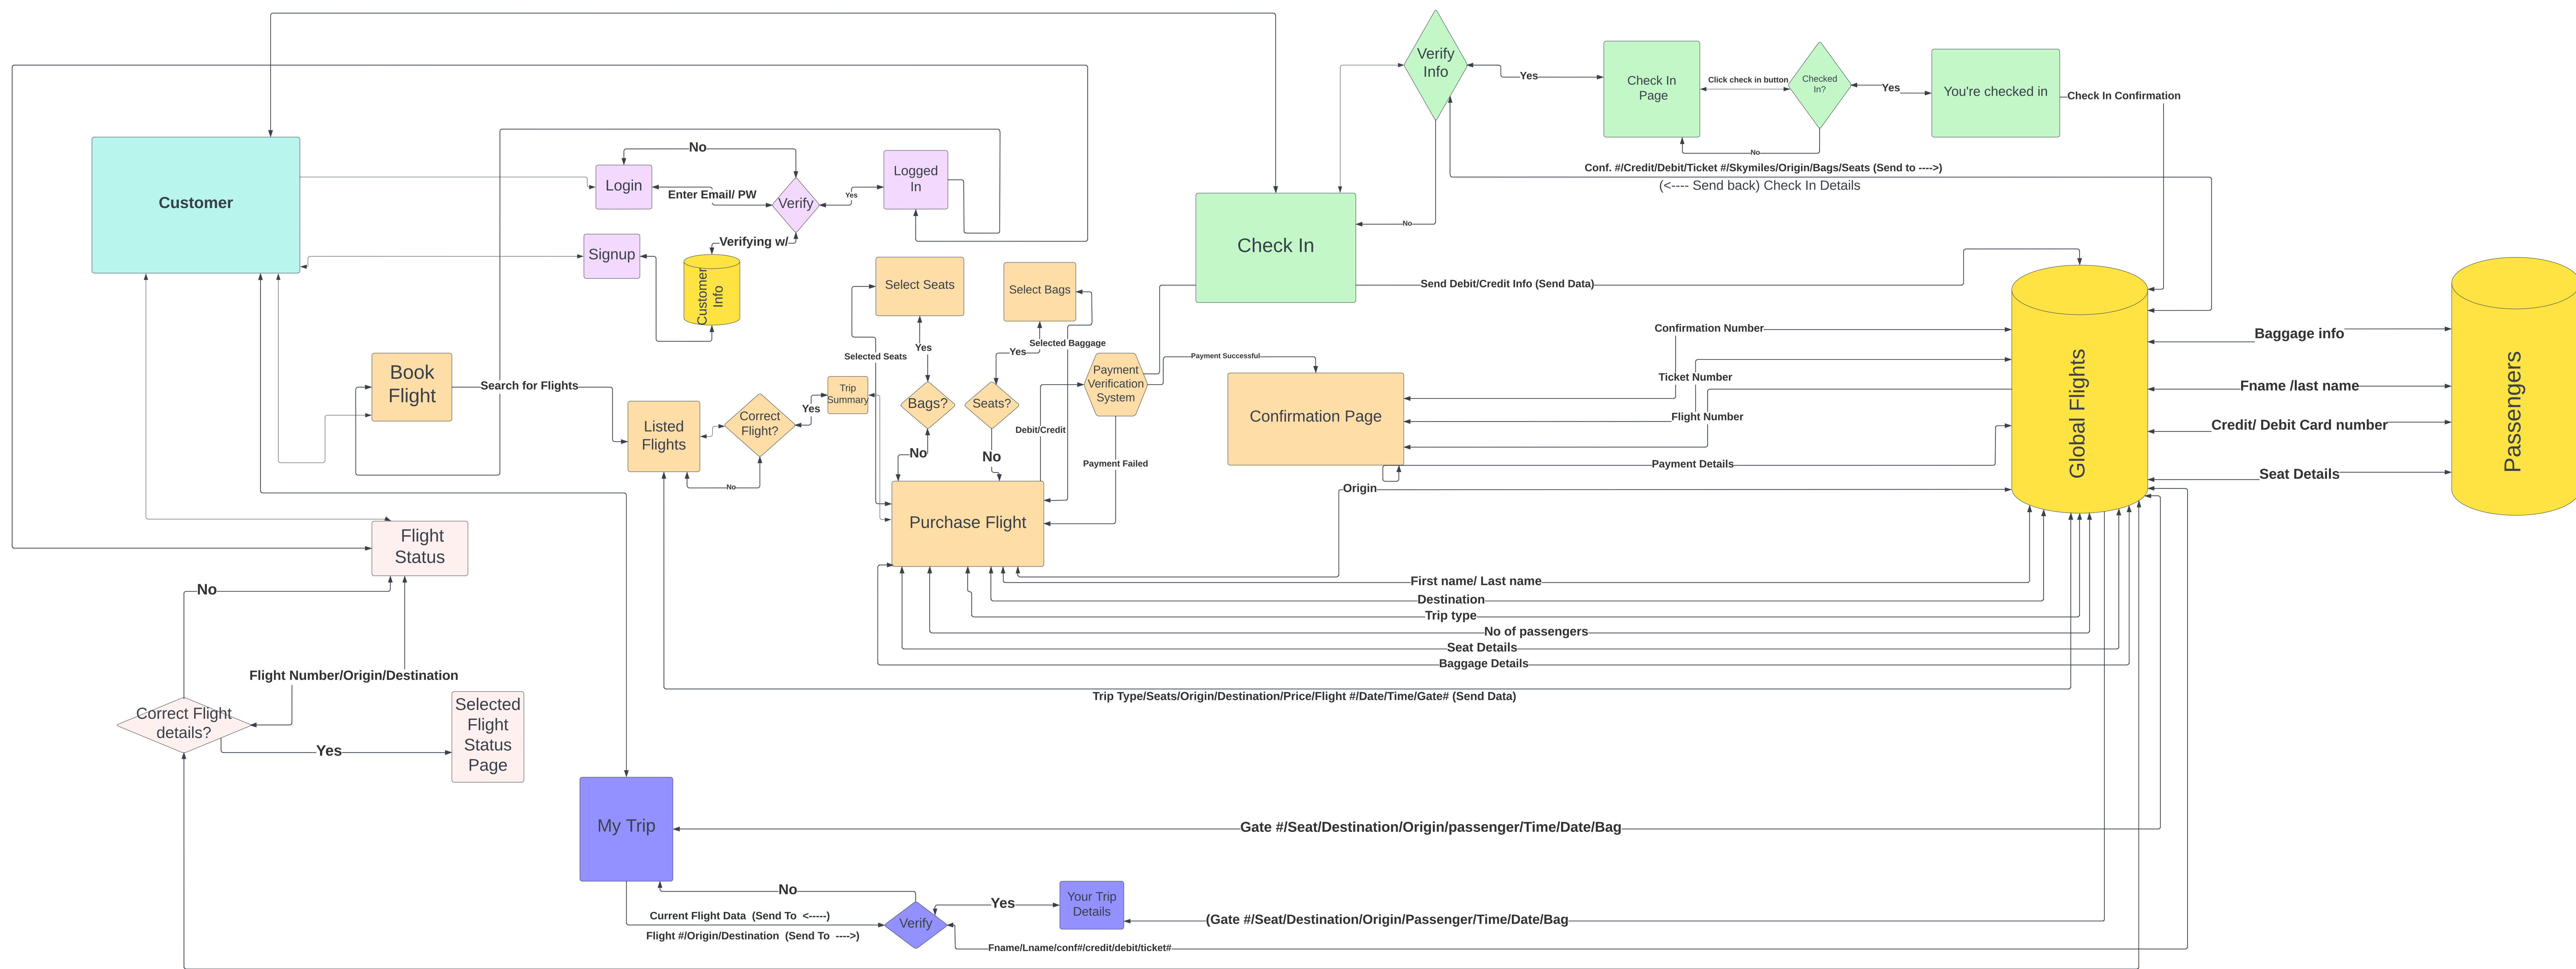 Verify
Info
Yes
Check In
Page
Click check in button
Checked
In?
Yes
You're checked in
Check In Confirmation
No
Conf. #/Credit/Debit/Ticket #/Skymiles/Origin/Bags/Seats (Send to ---->)
(<---- Send back) Check In Details
No
Customer
Login
No
Enter Email/ PW
Verify
Yes
Logged
In
Signup
Verifying w/
Customer
Info
Check In
Send Debit/Credit Info (Send Data)
Select Seats
Select Bags
Yes
Selected Seats
Yes
Selected Baggage
Book
Flight
Search for Flights
Listed
Flights
Correct
Flight?
Yes
No
Trip
Summary
Bags?
Seats?
No
No
Debit/Credit
Payment
Verification
System
Payment Successful
Payment Failed
Purchase Flight
Confirmation Page
Confirmation Number
Ticket Number
Flight Number
Payment Details
Origin
Global Flights
Baggage info
Fname /last name
Credit/ Debit Card number
Seat Details
Passengers
First name/ Last name
Destination
Trip type
No of passengers
Seat Details
Baggage Details
Trip Type/Seats/Origin/Destination/Price/Flight #/Date/Time/Gate# (Send Data)
Flight
Status
No
Flight Number/Origin/Destination
Correct Flight
details?
Yes
Selected
Flight
Status
Page
My Trip
Gate #/Seat/Destination/Origin/passenger/Time/Date/Bag
No
Current Flight Data  (Send To  <-----)
Flight #/Origin/Destination  (Send To  ---->)
Verify
Yes
Your Trip
Details
(Gate #/Seat/Destination/Origin/Passenger/Time/Date/Bag
Fname/Lname/conf#/credit/debit/ticket#